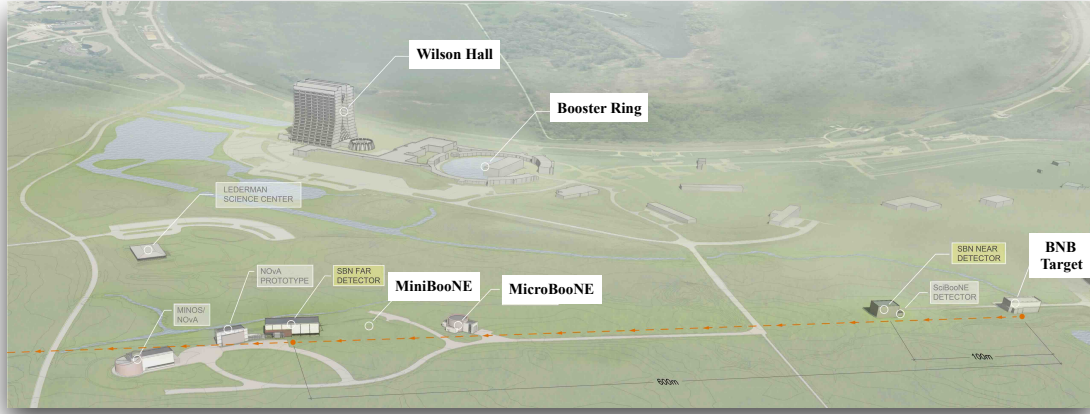 Wilson Hall
Booster Ring
LEDERMAN
SCIENCE CENTER
NOvA
PROTOTYPE
SBN FAR
DETECTOR
MiniBooNE
MicroBooNE
SBN NEAR
DETECTOR
BNB
Target
SciBooNE
DETECTOR
MINOS/
NOvA
100m
600m